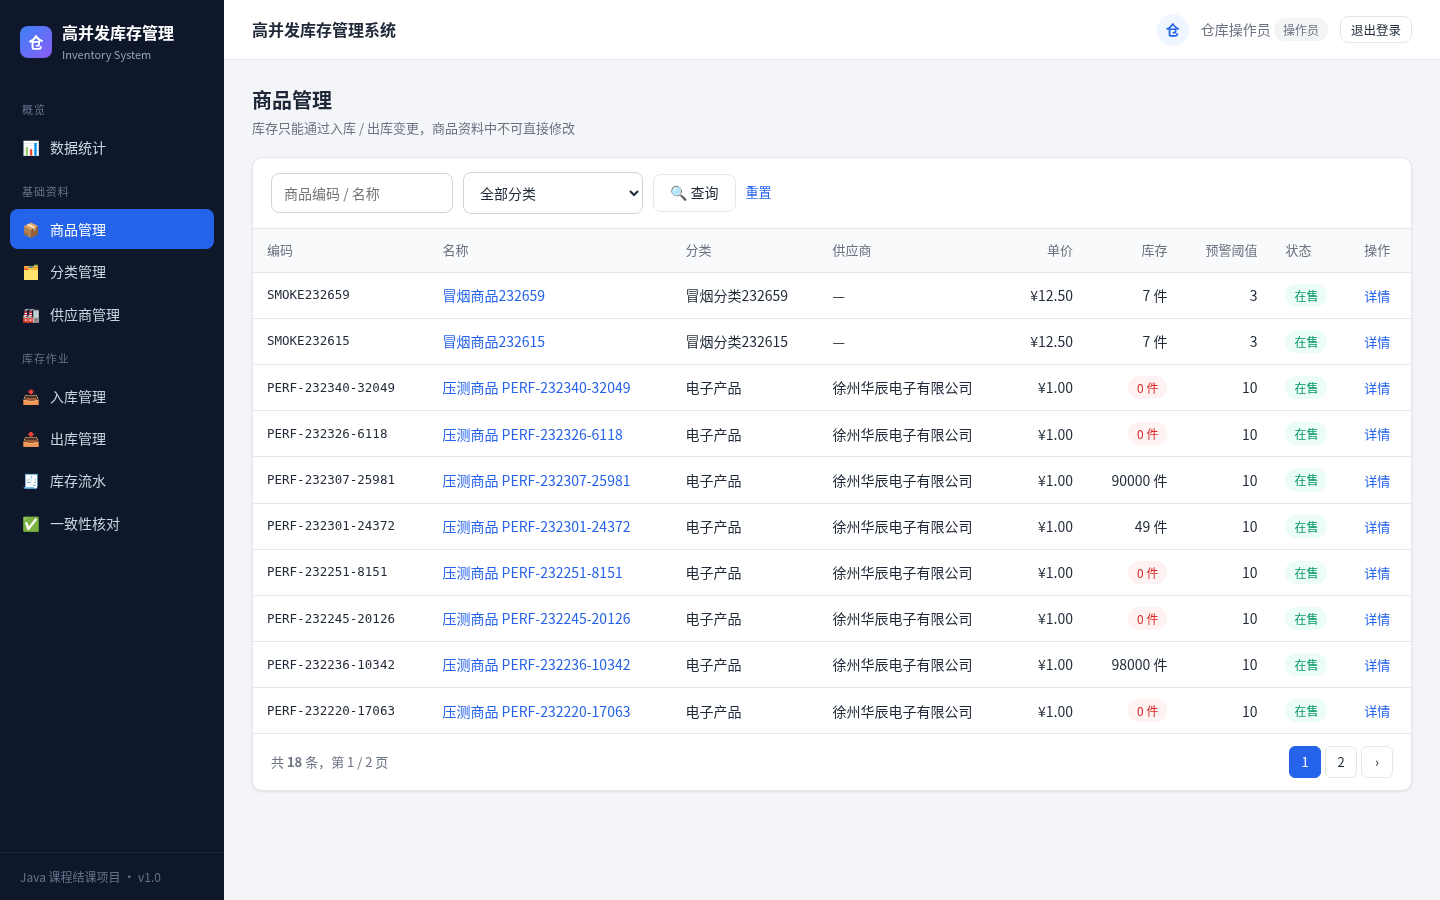 仓
高并发库存管理
Inventory System
概览
数据统计
基础资料
商品管理
分类管理
供应商管理
库存作业
入库管理
出库管理
库存流水
一致性核对
Java 课程结课项目 · v1.0
高并发库存管理系统
仓 仓库操作员 操作员 退出登录
商品管理
库存只能通过入库 / 出库变更，商品资料中不可直接修改
商品编码 / 名称 全部分类 查询 重置
编码 名称 分类 供应商 单价 库存 预警阈值 状态 操作
SMOKE232659 冒烟商品232659 冒烟分类232659 — ¥12.50 7 件 3 在售 详情
SMOKE232615 冒烟商品232615 冒烟分类232615 — ¥12.50 7 件 3 在售 详情
PERF-232340-32049 压测商品 PERF-232340-32049 电子产品 徐州华辰电子有限公司 ¥1.00 0 件 10 在售 详情
PERF-232326-6118 压测商品 PERF-232326-6118 电子产品 徐州华辰电子有限公司 ¥1.00 0 件 10 在售 详情
PERF-232307-25981 压测商品 PERF-232307-25981 电子产品 徐州华辰电子有限公司 ¥1.00 90000 件 10 在售 详情
PERF-232301-24372 压测商品 PERF-232301-24372 电子产品 徐州华辰电子有限公司 ¥1.00 49 件 10 在售 详情
PERF-232251-8151 压测商品 PERF-232251-8151 电子产品 徐州华辰电子有限公司 ¥1.00 0 件 10 在售 详情
PERF-232245-20126 压测商品 PERF-232245-20126 电子产品 徐州华辰电子有限公司 ¥1.00 0 件 10 在售 详情
PERF-232236-10342 压测商品 PERF-232236-10342 电子产品 徐州华辰电子有限公司 ¥1.00 98000 件 10 在售 详情
PERF-232220-17063 压测商品 PERF-232220-17063 电子产品 徐州华辰电子有限公司 ¥1.00 0 件 10 在售 详情
共 18 条，第 1 / 2 页 1 2 ›